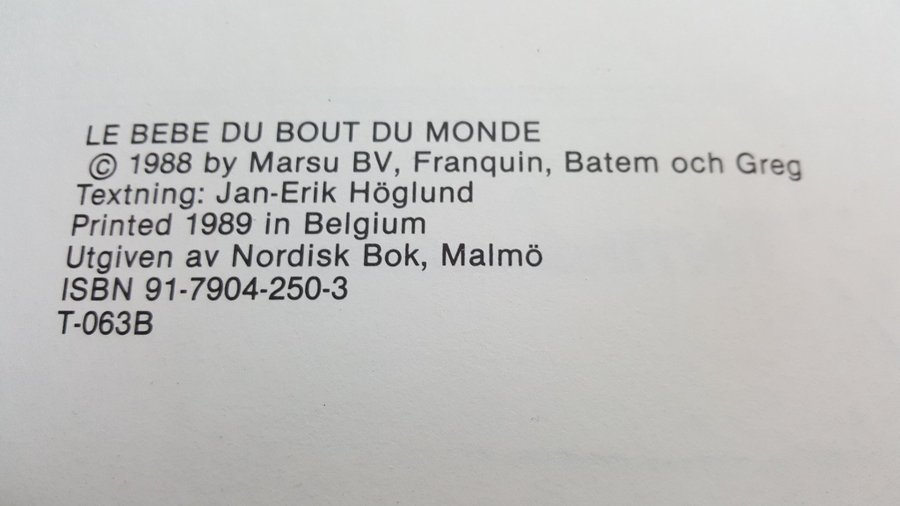 LE BEBE DU BOUT DU MONDE
© 1988 by Marsu BV, Franquin, Batem och Greg
Textning: Jan-Erik Höglund
Printed 1989 in Belgium
Utgiven av Nordisk Bok, Malmö
ISBN 91-7904-250-3
T-063B